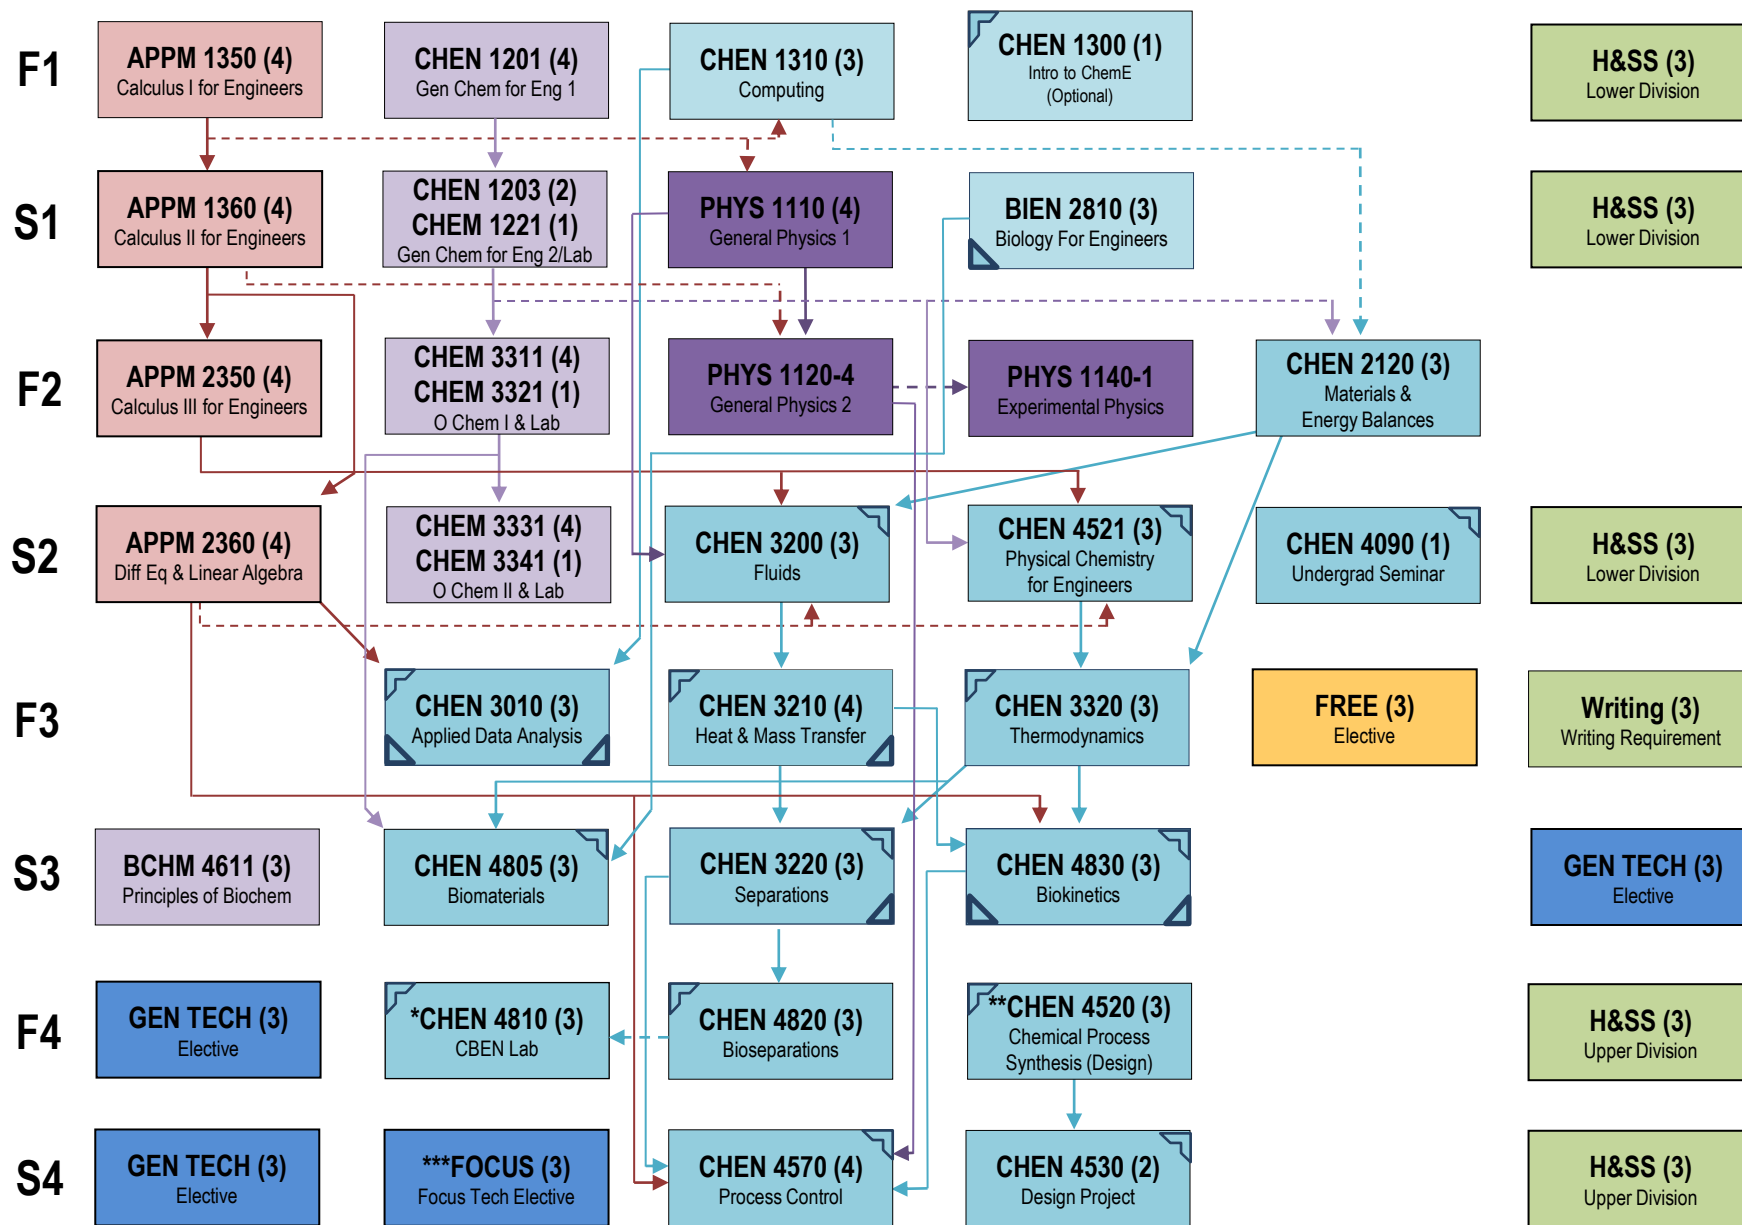 F1
APPM 1350 (4)
Calculus I for Engineers
CHEN 1201 (4)
Gen Chem for Eng 1
CHEN 1310 (3)
Computing
CHEN 1300 (1)
Intro to ChemE
(Optional)
H&SS (3)
Lower Division
S1
APPM 1360 (4)
Calculus II for Engineers
CHEN 1203 (2)
CHEM 1221 (1)
Gen Chem for Eng 2/Lab
PHYS 1110 (4)
General Physics 1
BIEN 2810 (3)
Biology For Engineers
H&SS (3)
Lower Division
F2
APPM 2350 (4)
Calculus III for Engineers
CHEM 3311 (4)
CHEM 3321 (1)
O Chem I & Lab
PHYS 1120-4
General Physics 2
PHYS 1140-1
Experimental Physics
CHEN 2120 (3)
Materials &
Energy Balances
S2
APPM 2360 (4)
Diff Eq & Linear Algebra
CHEM 3331 (4)
CHEM 3341 (1)
O Chem II & Lab
CHEN 3200 (3)
Fluids
CHEN 4521 (3)
Physical Chemistry
for Engineers
CHEN 4090 (1)
Undergrad Seminar
H&SS (3)
Lower Division
F3
CHEN 3010 (3)
Applied Data Analysis
CHEN 3210 (4)
Heat & Mass Transfer
CHEN 3320 (3)
Thermodynamics
FREE (3)
Elective
Writing (3)
Writing Requirement
S3
BCHM 4611 (3)
Principles of Biochem
CHEN 4805 (3)
Biomaterials
CHEN 3220 (3)
Separations
CHEN 4830 (3)
Biokinetics
GEN TECH (3)
Elective
F4
GEN TECH (3)
Elective
*CHEN 4810 (3)
CBEN Lab
CHEN 4820 (3)
Bioseparations
**CHEN 4520 (3)
Chemical Process
Synthesis (Design)
H&SS (3)
Upper Division
S4
GEN TECH (3)
Elective
***FOCUS (3)
Focus Tech Elective
CHEN 4570 (4)
Process Control
CHEN 4530 (2)
Design Project
H&SS (3)
Upper Division